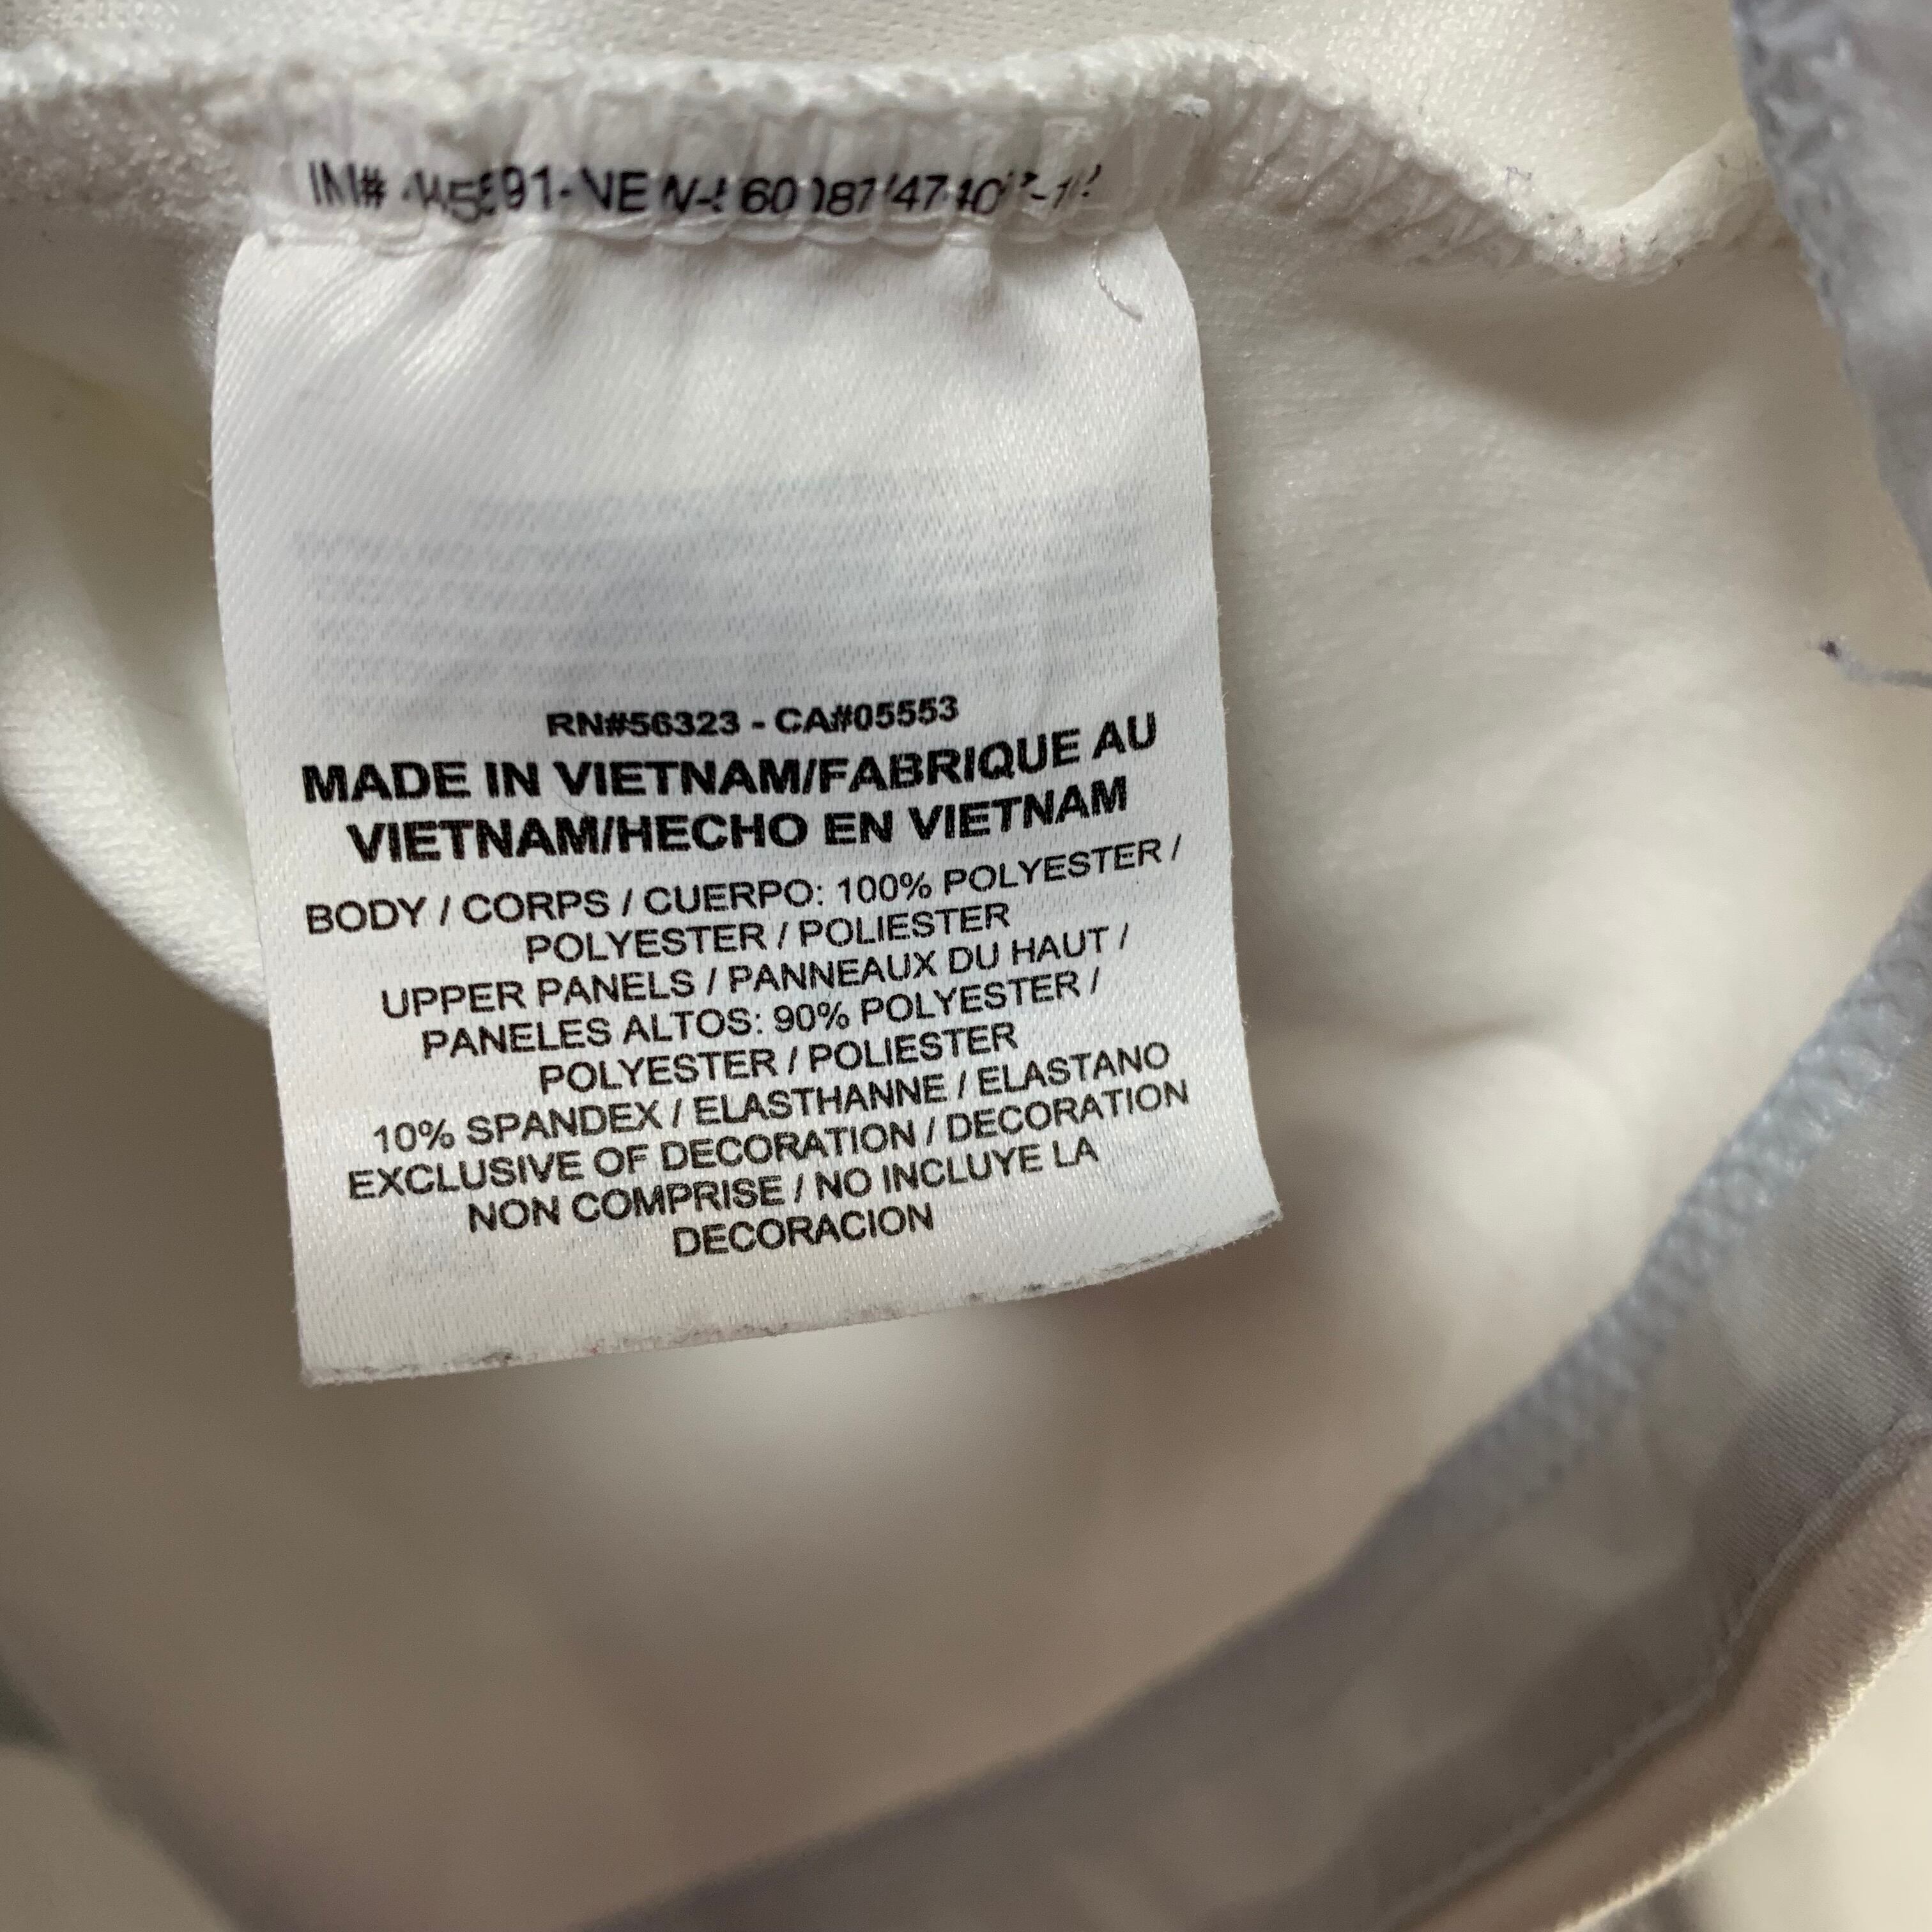 RN#56323 - CA#05553
MADE IN VIETNAM/FABRIQUE AU
VIETNAM/HECHO EN VIETNAM
BODY / CORPS / CUERPO: 100% POLYESTER /
POLYESTER / POLIESTER
UPPER PANELS / PANNEAUX DU HAUT /
PANELES ALTOS: 90% POLYESTER /
POLYESTER / POLIESTER
10% SPANDEX / ELASTHANNE / ELASTANO
EXCLUSIVE OF DECORATION / DECORATION
NON COMPRISE / NO INCLUYE LA
DECORACION